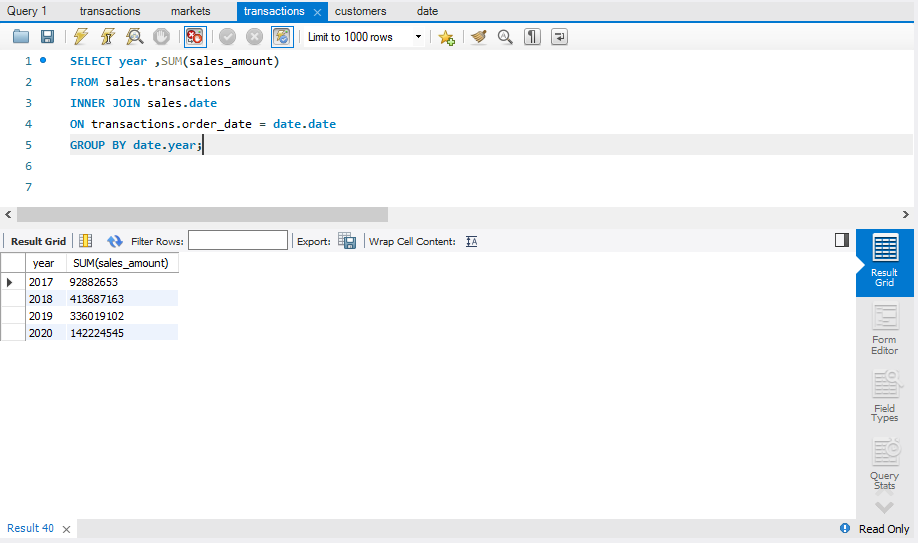 Query 1 transactions markets transactions customers date
Limit to 1000 rows
1 SELECT year ,SUM(sales_amount)
2 FROM sales.transactions
3 INNER JOIN sales.date
4 ON transactions.order_date = date.date
5 GROUP BY date.year;
6
7
Result Grid Filter Rows: Export: Wrap Cell Content: IA
year SUM(sales_amount)
2017 92882653
2018 413687163
2019 336019102
2020 142224545
Result
Grid
Form
Editor
Field
Types
Query
Stats
Result 40 Read Only